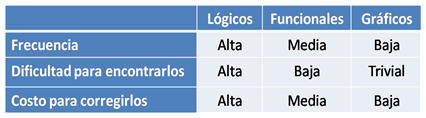 Lógicos Funcionales Gráficos
Frecuencia Alta Media Baja
Dificultad para encontrarlos Alta Baja Trivial
Costo para corregirlos Alta Media Baja